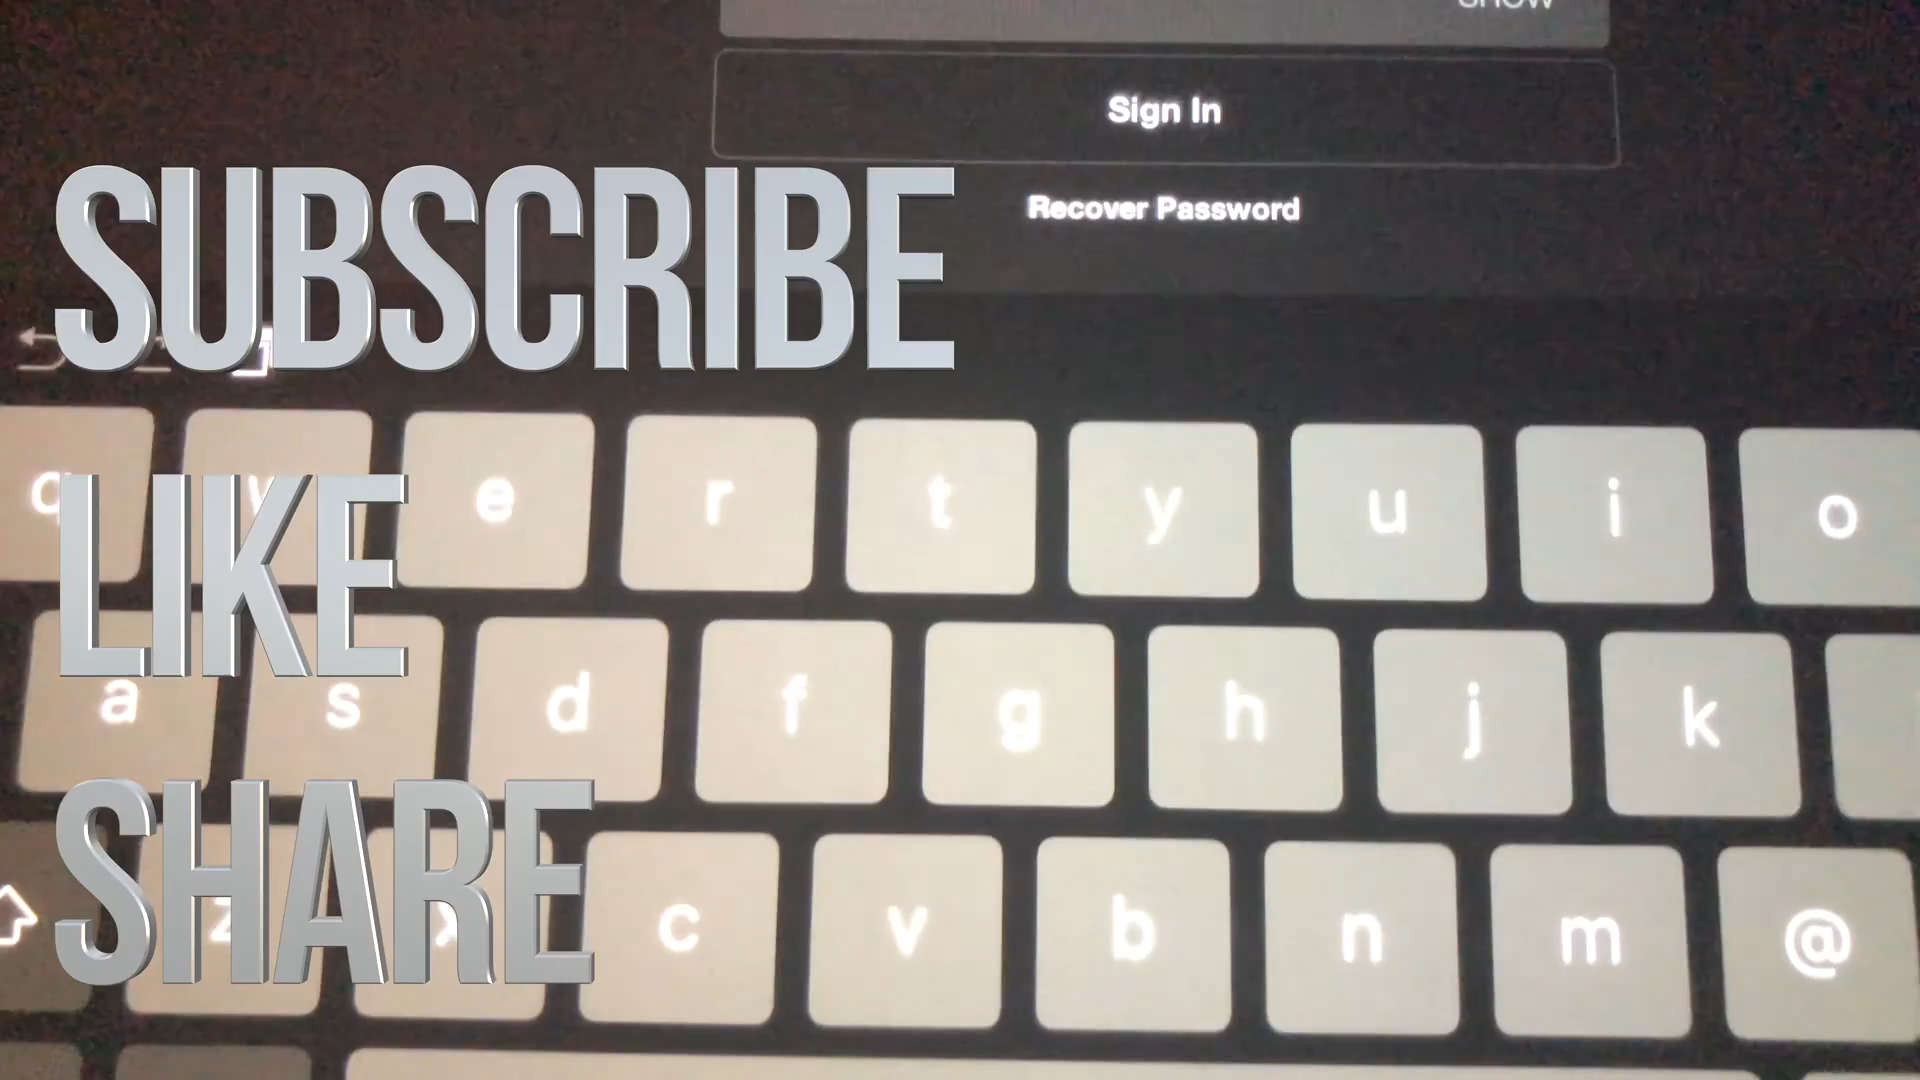 SHOW
Sign In
Recover Password
SUBSCRIBE
q w e r t y u i o
LIKE
a s d f g h j k
SHARE
z x c v b n m @